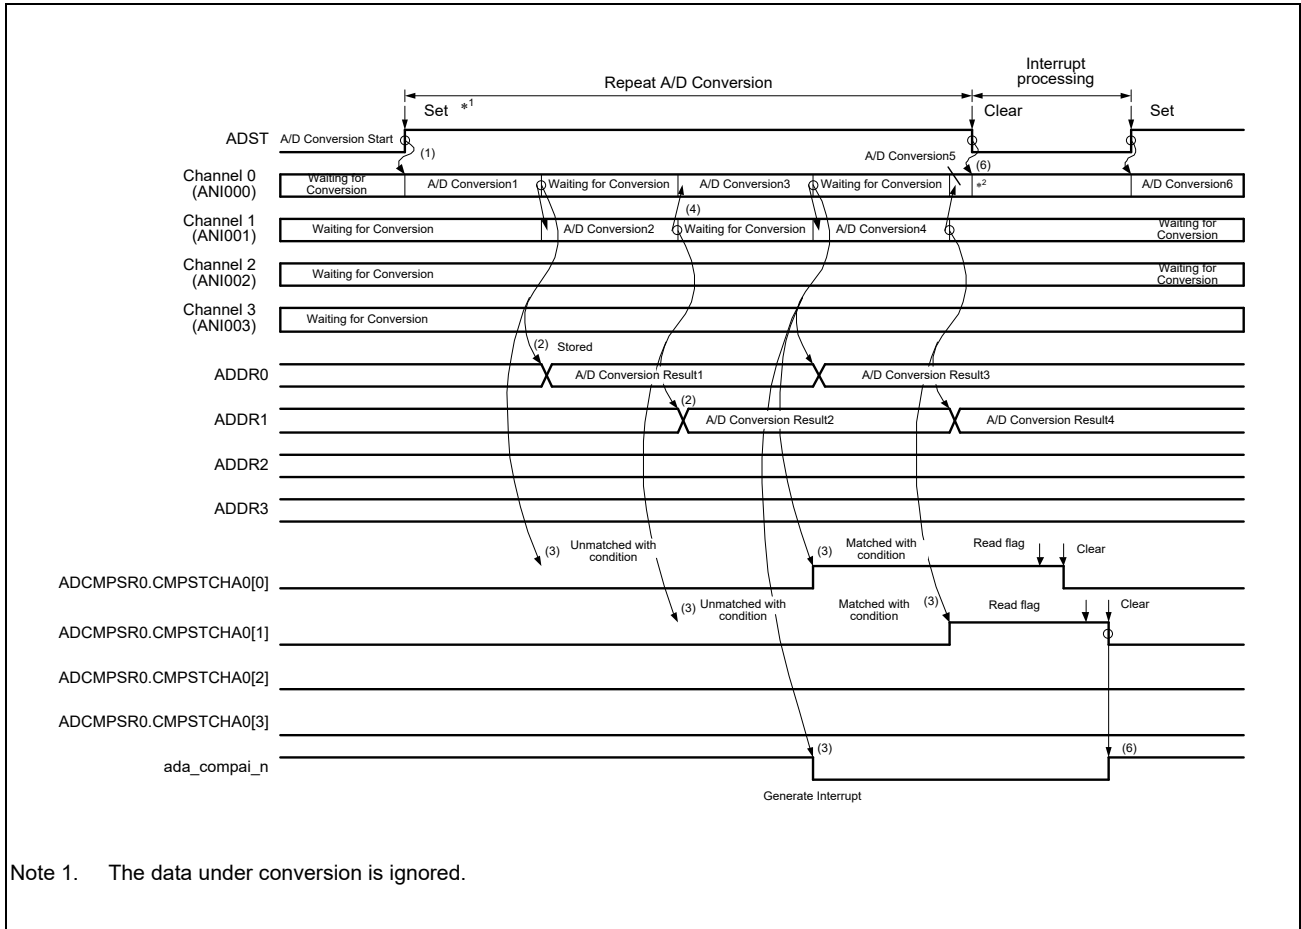 Repeat A/D Conversion
Interrupt
processing
Set *1
Clear
Set
ADST
A/D Conversion Start
(1)
A/D Conversion5
(6)
Channel 0
(ANI000)
Waiting for
Conversion
A/D Conversion1
Waiting for Conversion
A/D Conversion3
Waiting for Conversion
*2
A/D Conversion6
(4)
Channel 1
(ANI001)
Waiting for Conversion
A/D Conversion2
Waiting for Conversion
A/D Conversion4
Waiting for
Conversion
Channel 2
(ANI002)
Waiting for Conversion
Waiting for
Conversion
Channel 3
(ANI003)
Waiting for Conversion
(2) Stored
ADDR0
A/D Conversion Result1
A/D Conversion Result3
(2)
ADDR1
A/D Conversion Result2
A/D Conversion Result4
ADDR2
ADDR3
(3)
Unmatched with
condition
(3)
Matched with
condition
Read flag
Clear
ADCMPSR0.CMPSTCHA0[0]
(3)
Unmatched with
condition
Matched with
condition
(3)
Read flag
Clear
ADCMPSR0.CMPSTCHA0[1]
ADCMPSR0.CMPSTCHA0[2]
ADCMPSR0.CMPSTCHA0[3]
(3)
(6)
ada_compai_n
Generate Interrupt
Note 1. The data under conversion is ignored.